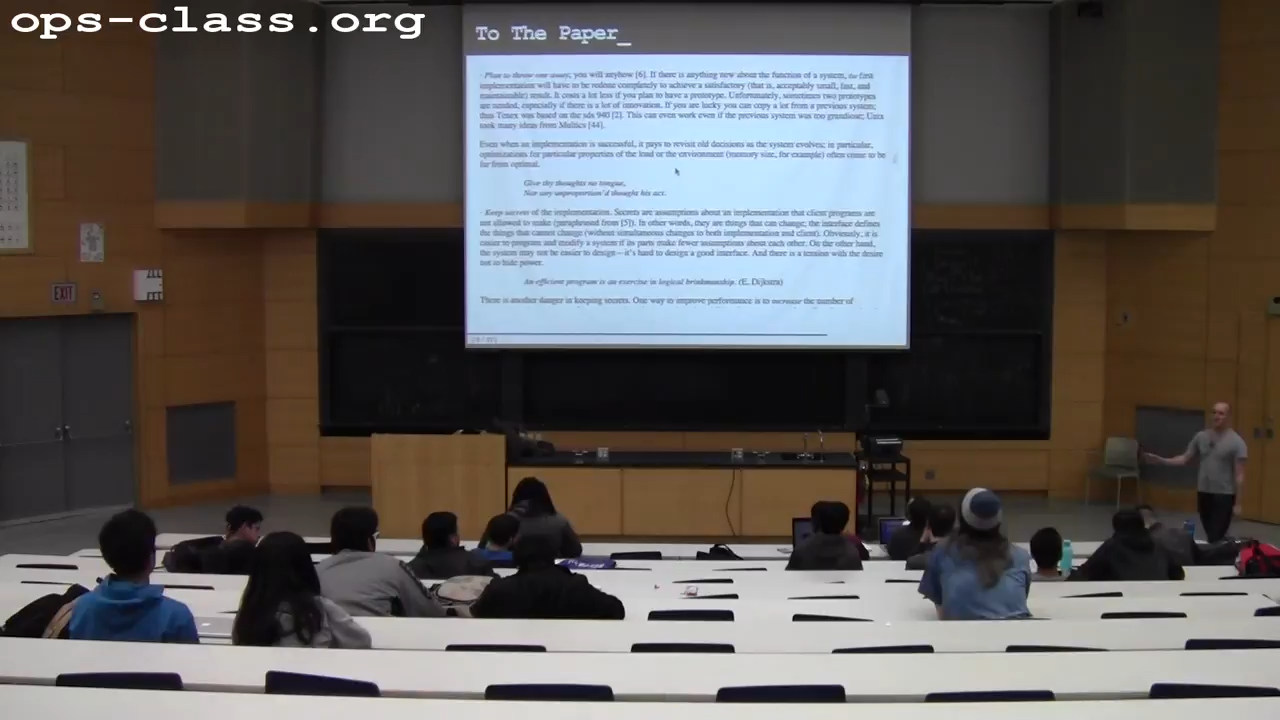 ops-class.org
To The Paper_
· Plan to throw one away, you will anyhow [6]. If there is anything new about the function of a system, the first
implementation will have to be redone completely to achieve a satisfactory (that is, acceptably small, fast, and
maintainable) result. It costs a lot less if you plan to have a prototype. Unfortunately, sometimes two prototypes
are needed, especially if there is a lot of innovation. If you are lucky you can copy a lot from a previous system;
thus Tenex was based on the sds 940 [2]. This can even work even if the previous system was too grandiose; Unix
took many ideas from Multics [44].
Even when an implementation is successful, it pays to revisit old decisions as the system evolves; in particular,
optimizations for particular properties of the load or the environment (memory size, for example) often come to be
far from optimal.
Give thy thoughts no tongue,
Nor any unproportion'd thought his act.
· Keep secrets of the implementation. Secrets are assumptions about an implementation that client programs are
not allowed to make (paraphrased from [5]). In other words, they are things that can change; the interface defines
the things that cannot change (without simultaneous changes to both implementation and client). Obviously, it is
easier to program and modify a system if its parts make fewer assumptions about each other. On the other hand,
the system may not be easier to design—it's hard to design a good interface. And there is a tension with the desire
not to hide power.
An efficient program is an exercise in logical brinkmanship. (E. Dijkstra)
There is another danger in keeping secrets. One way to improve performance is to increase the number of
EXIT